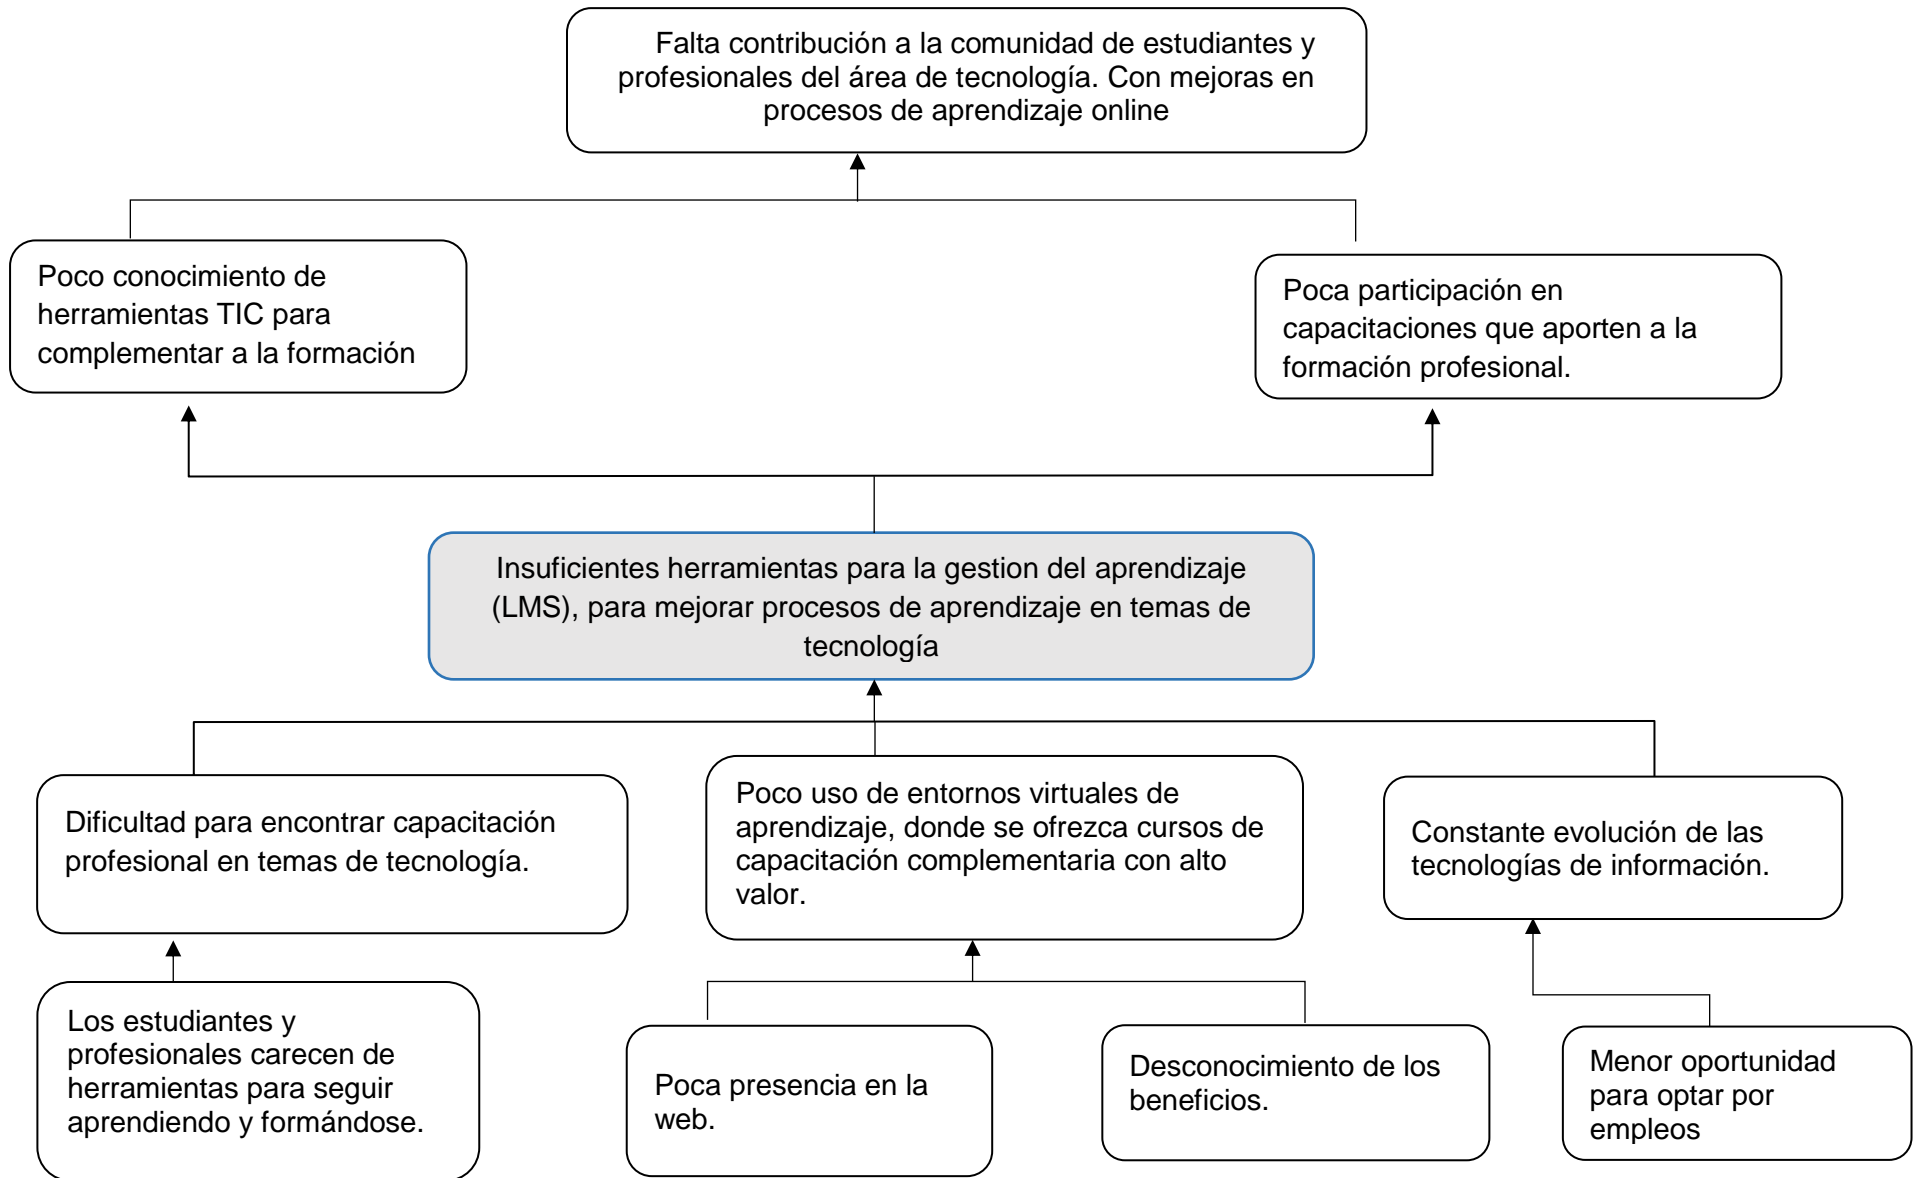 Falta contribución a la comunidad de estudiantes y
profesionales del área de tecnología. Con mejoras en
procesos de aprendizaje online
Poco conocimiento de
herramientas TIC para
complementar a la formación
Poca participación en
capacitaciones que aporten a la
formación profesional.
Insuficientes herramientas para la gestion del aprendizaje
(LMS), para mejorar procesos de aprendizaje en temas de
tecnología
Dificultad para encontrar capacitación
profesional en temas de tecnología.
Poco uso de entornos virtuales de
aprendizaje, donde se ofrezca cursos de
capacitación complementaria con alto
valor.
Constante evolución de las
tecnologías de información.
Los estudiantes y
profesionales carecen de
herramientas para seguir
aprendiendo y formándose.
Poca presencia en la
web.
Desconocimiento de los
beneficios.
Menor oportunidad
para optar por
empleos